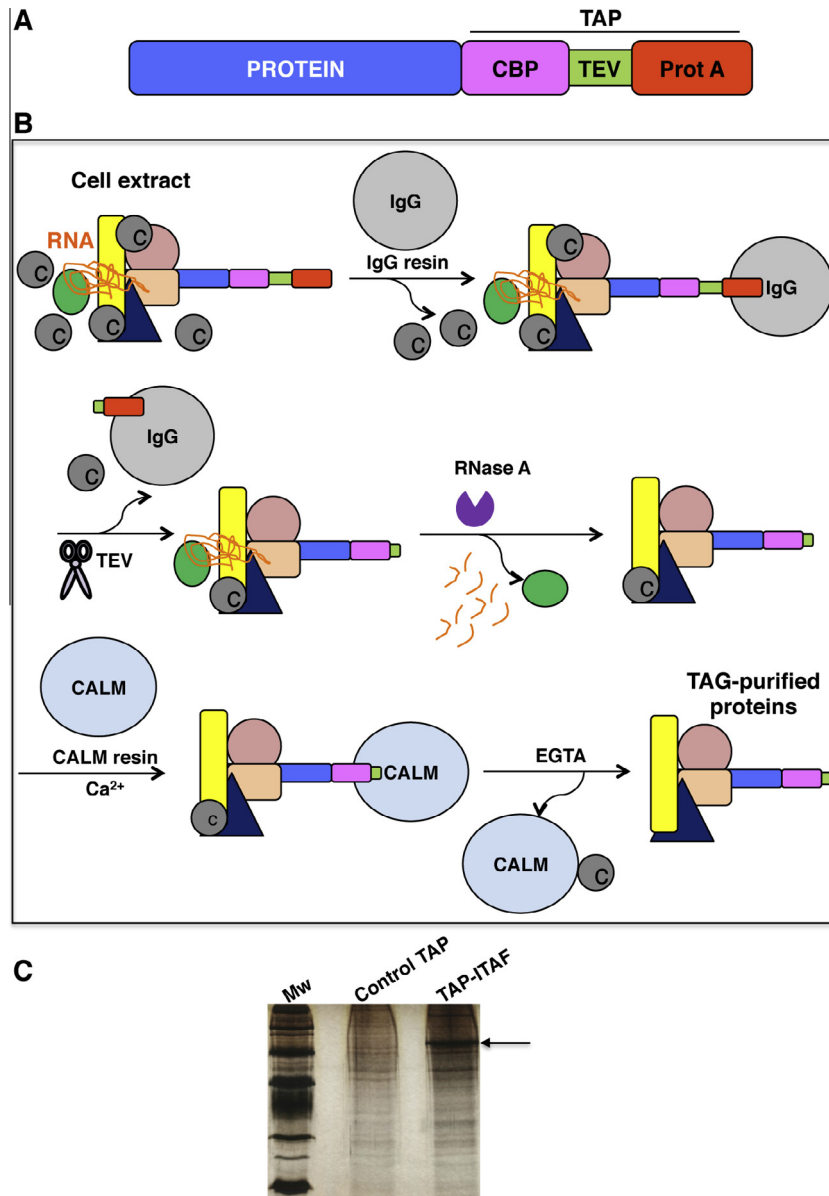 A
TAP
PROTEIN CBP TEV Prot A
B
Cell extract
RNA
C
C
C
C
C
IgG
IgG resin
C
C
C
C
IgG
IgG
C
TEV
C
RNase A
C
CALM
CALM resin
Ca²⁺
CALM
c
EGTA
CALM
C
TAG-purified
proteins
C
Mw
Control TAP
TAP-ITAF